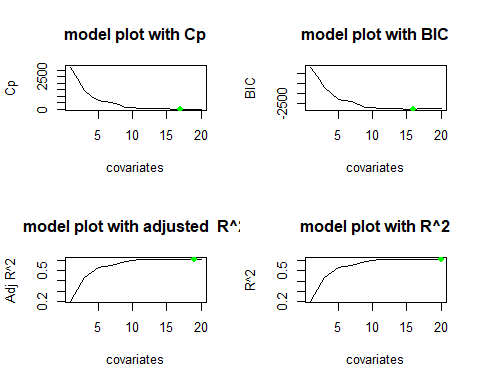 model plot with Cp
Cp
0 2500
5 10 15 20
covariates
model plot with BIC
BIC
-2500
5 10 15 20
covariates
model plot with adjusted R^2
Adj R^2
0.2 0.5
5 10 15 20
covariates
model plot with R^2
R^2
0.2 0.5
5 10 15 20
covariates